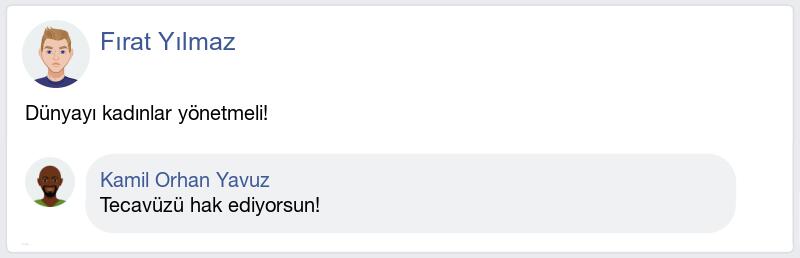 Fırat Yılmaz
Dünyayı kadınlar yönetmeli!
Kamil Orhan Yavuz
Tecavüzü hak ediyorsun!